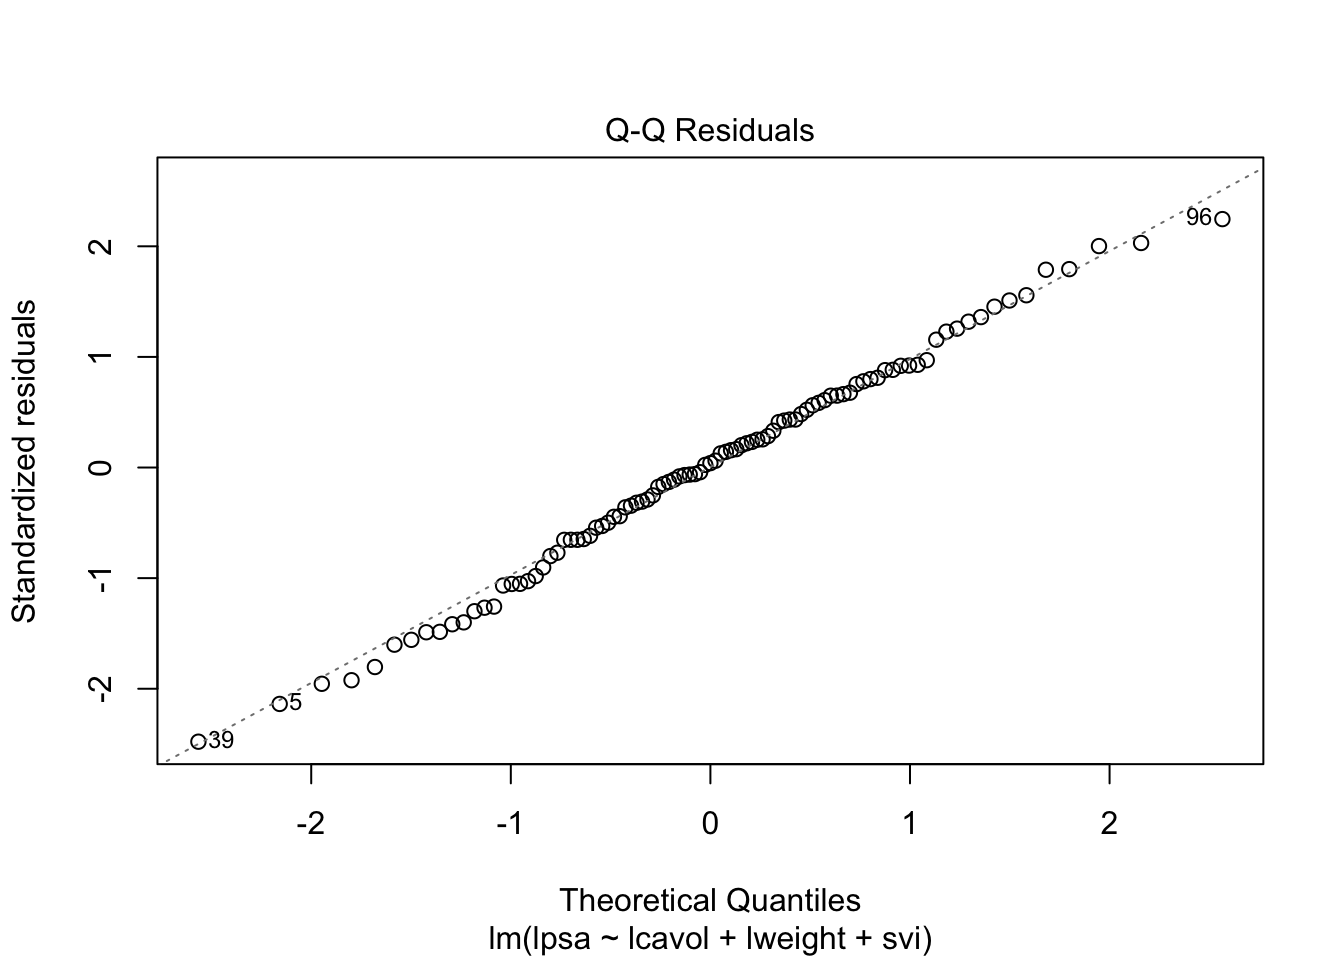 Q-Q Residuals
Standardized residuals
2
1
0
-1
-2
96
5
39
-2 -1 0 1 2
Theoretical Quantiles
lm(lpsa ~ lcavol + lweight + svi)